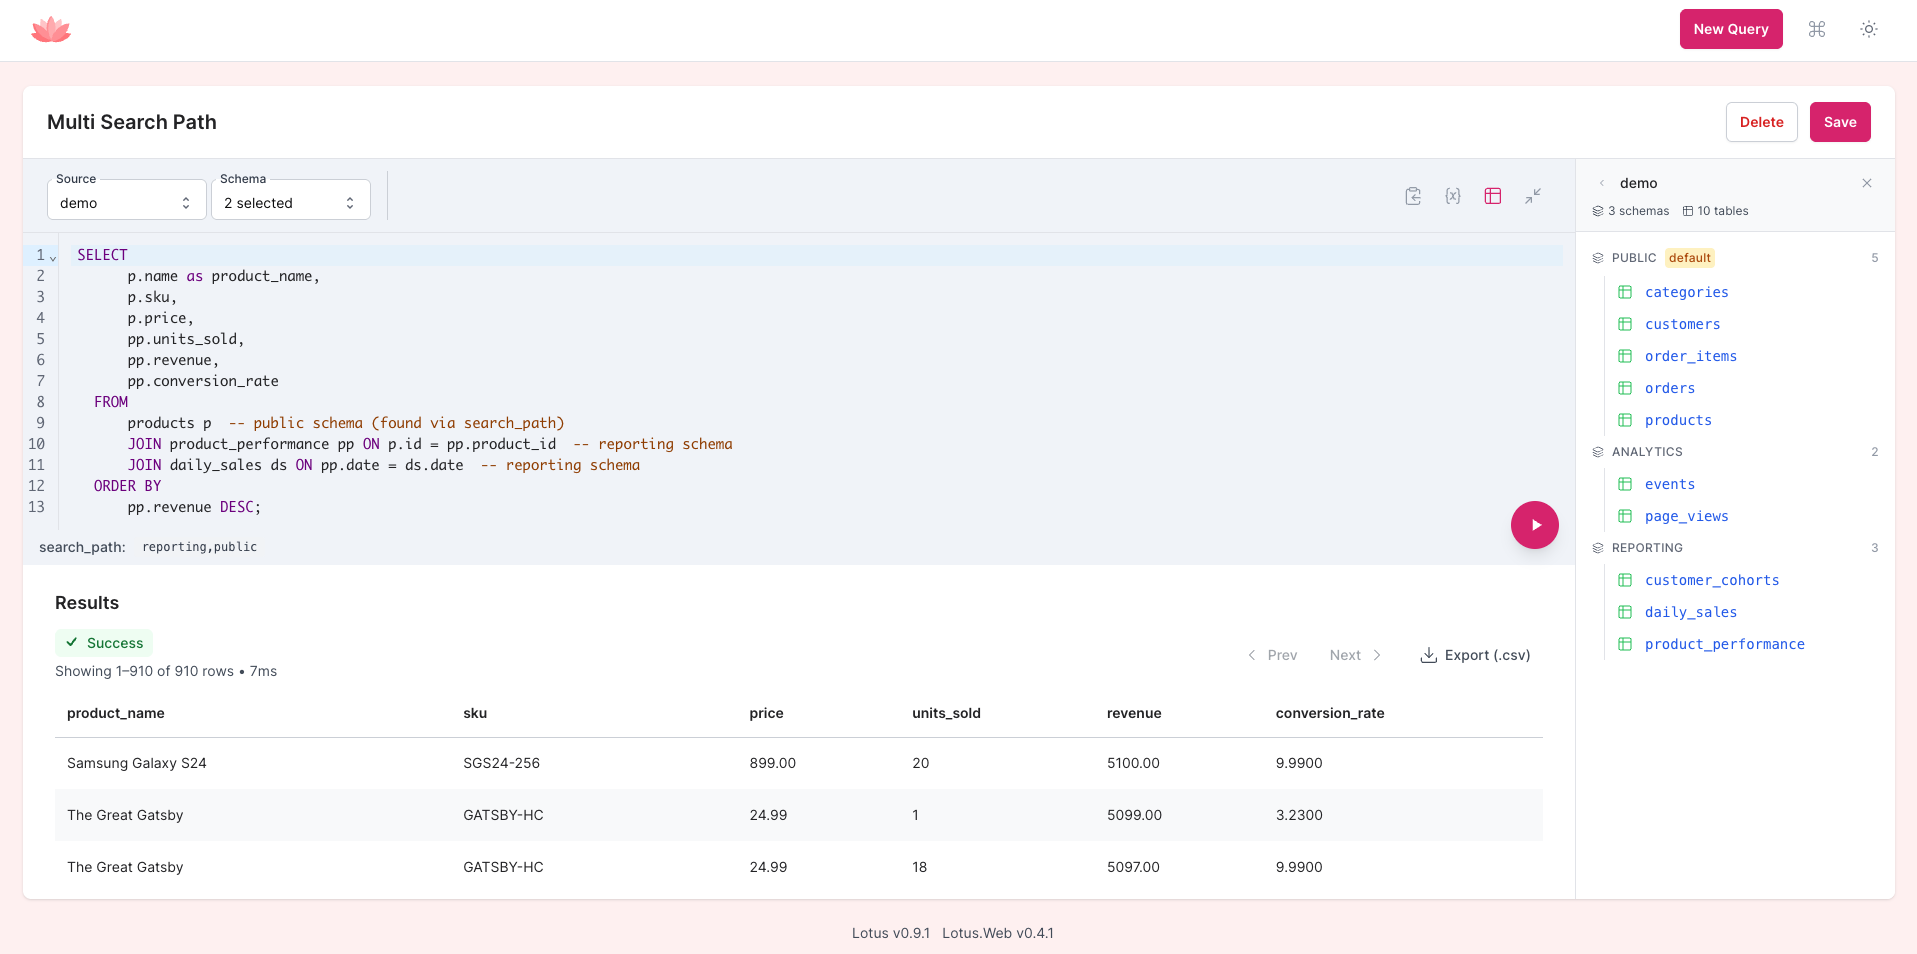 New Query
Multi Search Path
Delete
Save
Source
demo
Schema
2 selected
{x}
1 SELECT
2 p.name as product_name,
3 p.sku,
4 p.price,
5 pp.units_sold,
6 pp.revenue,
7 pp.conversion_rate
8 FROM
9 products p -- public schema (found via search_path)
10 JOIN product_performance pp ON p.id = pp.product_id -- reporting schema
11 JOIN daily_sales ds ON pp.date = ds.date -- reporting schema
12 ORDER BY
13 pp.revenue DESC;
search_path: reporting,public
Results
Success
Showing 1–910 of 910 rows • 7ms
Prev
Next
Export (.csv)
product_name sku price units_sold revenue conversion_rate
Samsung Galaxy S24 SGS24-256 899.00 20 5100.00 9.9900
The Great Gatsby GATSBY-HC 24.99 1 5099.00 3.2300
The Great Gatsby GATSBY-HC 24.99 18 5097.00 9.9900
demo
3 schemas 10 tables
PUBLIC default 5
categories
customers
order_items
orders
products
ANALYTICS 2
events
page_views
REPORTING 3
customer_cohorts
daily_sales
product_performance
Lotus v0.9.1 Lotus.Web v0.4.1